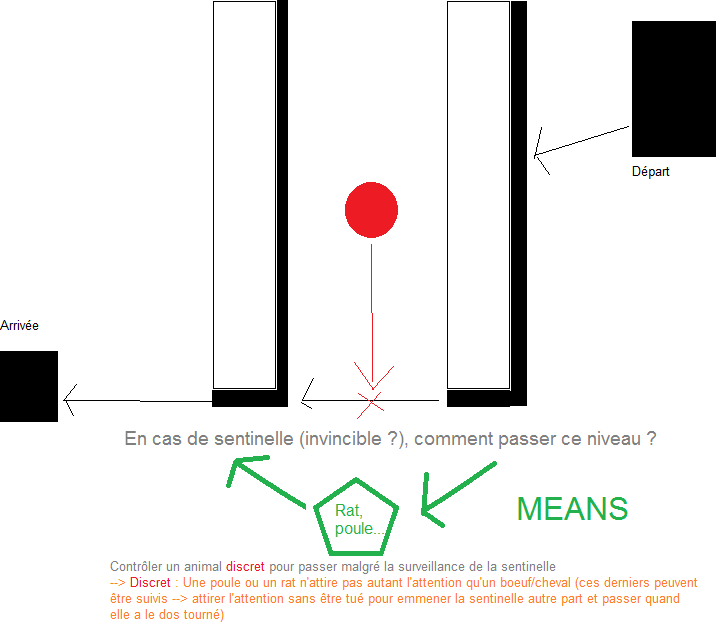 Départ
Arrivée
En cas de sentinelle (invincible ?), comment passer ce niveau ?
Rat,
poule...
MEANS
Contrôler un animal discret pour passer malgré la surveillance de la sentinelle
--> Discret : Une poule ou un rat n'attire pas autant l'attention qu'un boeuf/cheval (ces derniers peuvent
être suivis --> attirer l'attention sans être tué pour emmener la sentinelle autre part et passer quand
elle a le dos tourné)